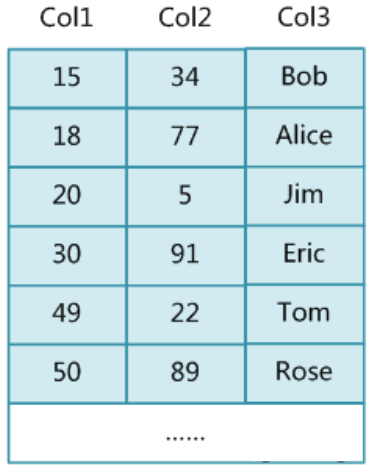 Col1 Col2 Col3
15 34 Bob
18 77 Alice
20 5 Jim
30 91 Eric
49 22 Tom
50 89 Rose
......